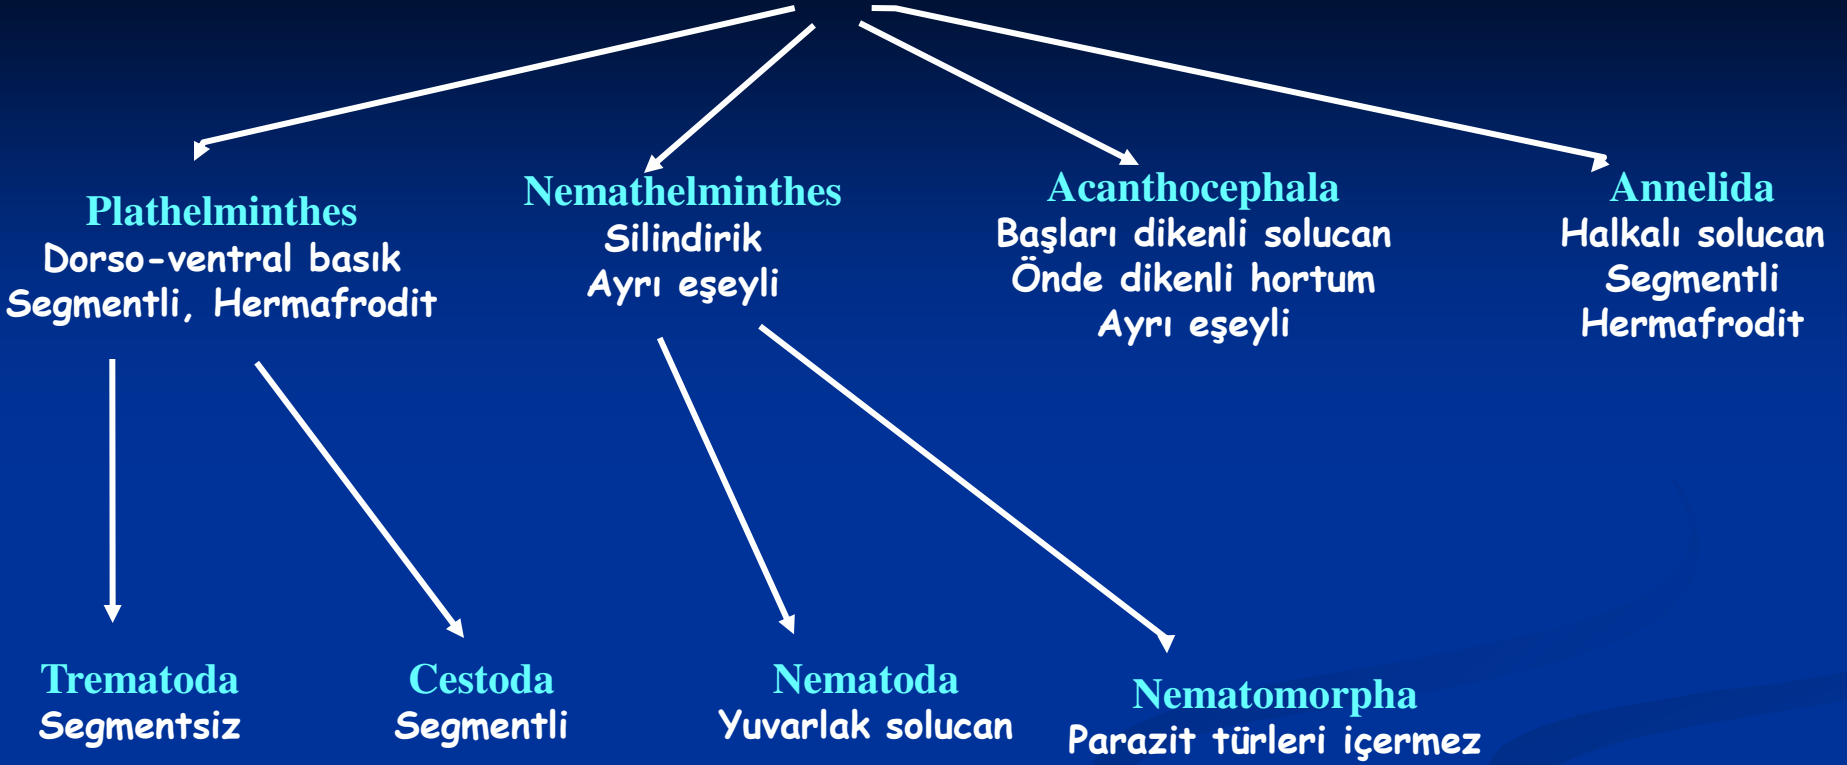 Plathelminthes
Dorso-ventral basık
Segmentli, Hermafrodit
Nemathelminthes
Silindirik
Ayrı eşeyli
Acanthocephala
Başları dikenli solucan
Önde dikenli hortum
Ayrı eşeyli
Annelida
Halkalı solucan
Segmentli
Hermafrodit
Trematoda
Segmentsiz
Cestoda
Segmentli
Nematoda
Yuvarlak solucan
Nematomorpha
Parazit türleri içermez